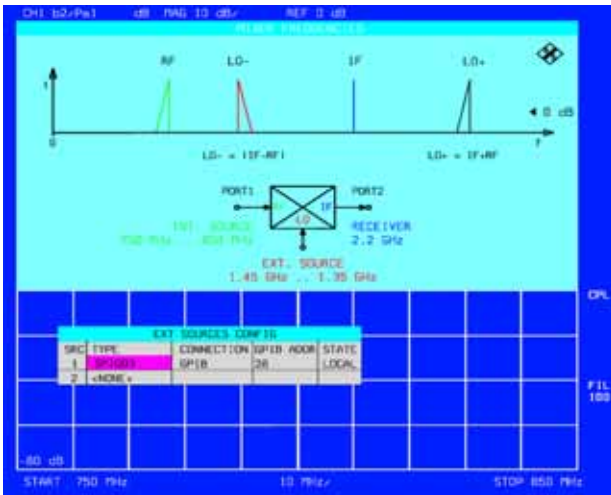 CH1 b2/Pa1 dB MAG 10 dB/ REF 0 dB
MIXER FREQUENCIES
RF LO- IF LO+
1
0 dB
0 f
LO- = |IF-RF| LO+ = IF+RF
PORT1 PORT2
RF IF
LO
INT. SOURCE RECEIVER
750 MHz ... 850 MHz 2.2 GHz
EXT. SOURCE
1.45 GHz .. 1.35 GHz
CPL
EXT SOURCES CONFIG
SRC TYPE CONNECTION GPIB ADDR STATE
1 GPIB 28 LOCAL
2 <NONE>
FIL
100
-80 dB
START 750 MHz 10 MHz/ STOP 850 MHz